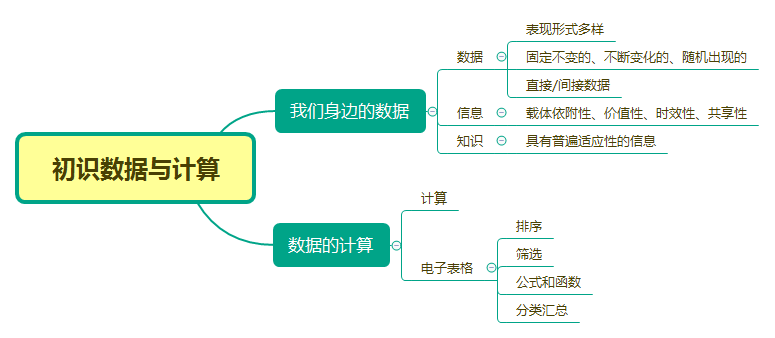 初识数据与计算
我们身边的数据
数据
表现形式多样
固定不变的、不断变化的、随机出现的
直接/间接数据
信息
载体依附性、价值性、时效性、共享性
知识
具有普遍适应性的信息
数据的计算
计算
电子表格
排序
筛选
公式和函数
分类汇总